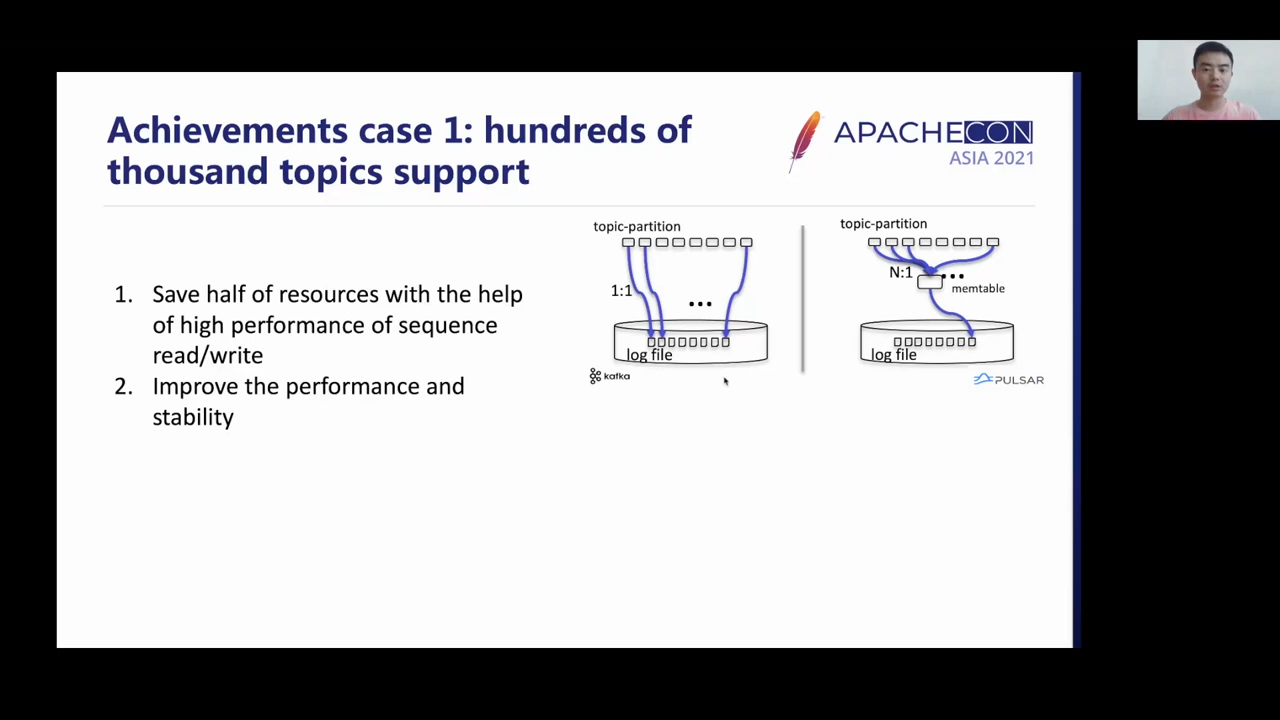 Achievements case 1: hundreds of
thousand topics support
APACHECON
ASIA 2021
1. Save half of resources with the help
of high performance of sequence
read/write
2. Improve the performance and
stability
topic-partition
1:1
...
log file
kafka
topic-partition
N:1
...
memtable
log file
PULSAR